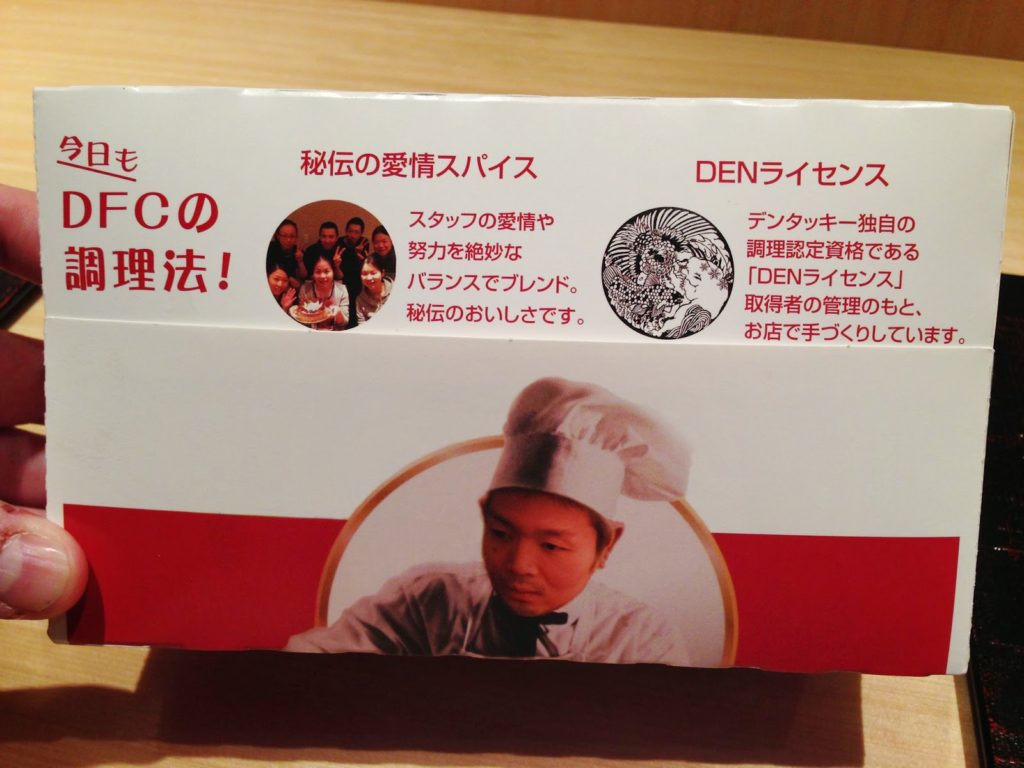 今日も
DFCの
調理法!
秘伝の愛情スパイス
スタッフの愛情や
努力を絶妙な
バランスでブレンド。
秘伝のおいしさです。
DENライセンス
デンタッキー独自の
調理認定資格である
「DENライセンス」
取得者の管理のもと、
お店で手づくりしています。